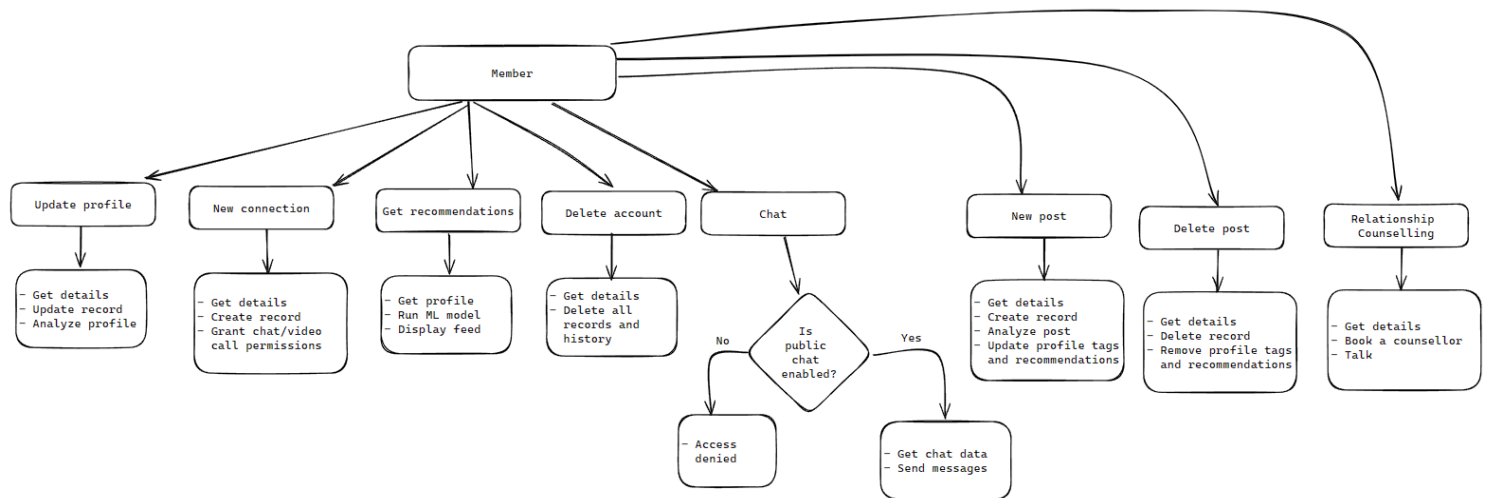 Member
Update profile
New connection
Get recommendations
Delete account
Chat
New post
Delete post
Relationship
Counselling
- Get details
- Update record
- Analyze profile
- Get details
- Create record
- Grant chat/video
call permissions
- Get profile
- Run ML model
- Display feed
- Get details
- Delete all
records and
history
Is
public
chat
enabled?
No
Yes
- Access
denied
- Get chat data
- Send messages
- Get details
- Create record
- Analyze post
- Update profile tags
and recommendations
- Get details
- Delete record
- Remove profile tags
and recommendations
- Get details
- Book a counsellor
- Talk